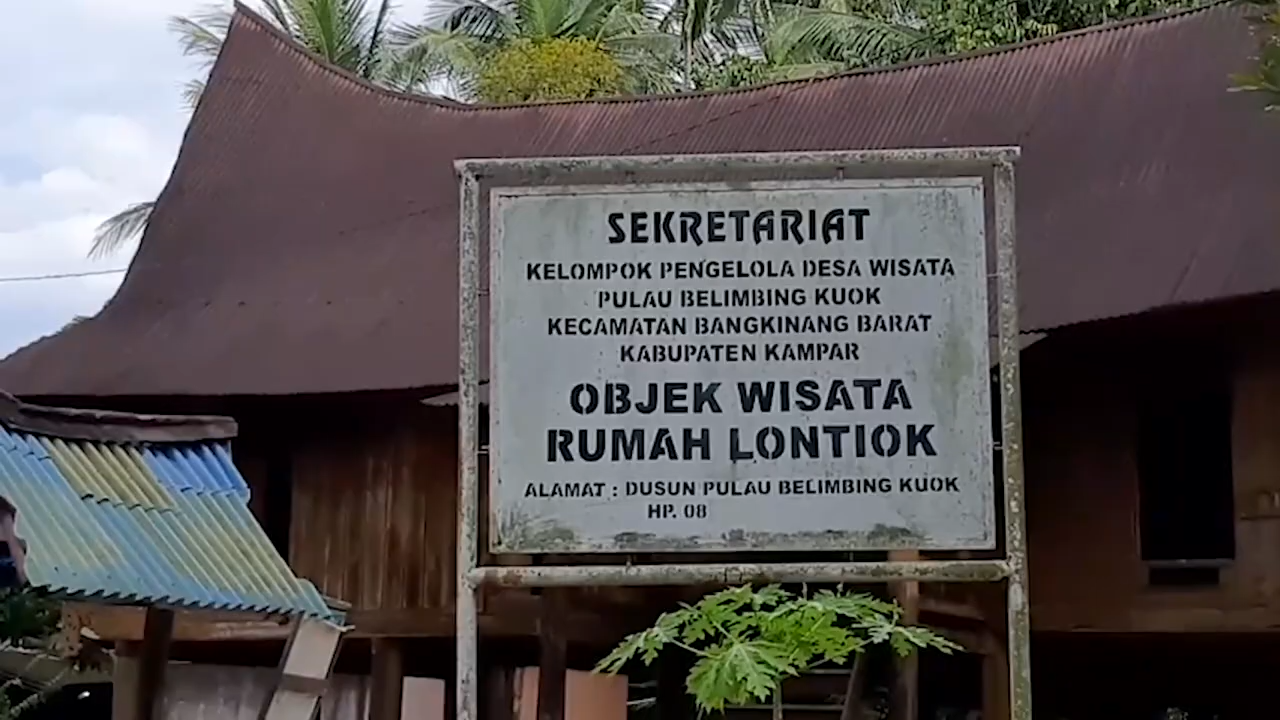 SEKRETARIAT
KELOMPOK PENGELOLA DESA WISATA
PULAU BELIMBING KUOK
KECAMATAN BANGKINANG BARAT
KABUPATEN KAMPAR
OBJEK WISATA
RUMAH LONTIOK
ALAMAT : DUSUN PULAU BELIMBING KUOK
HP. 08